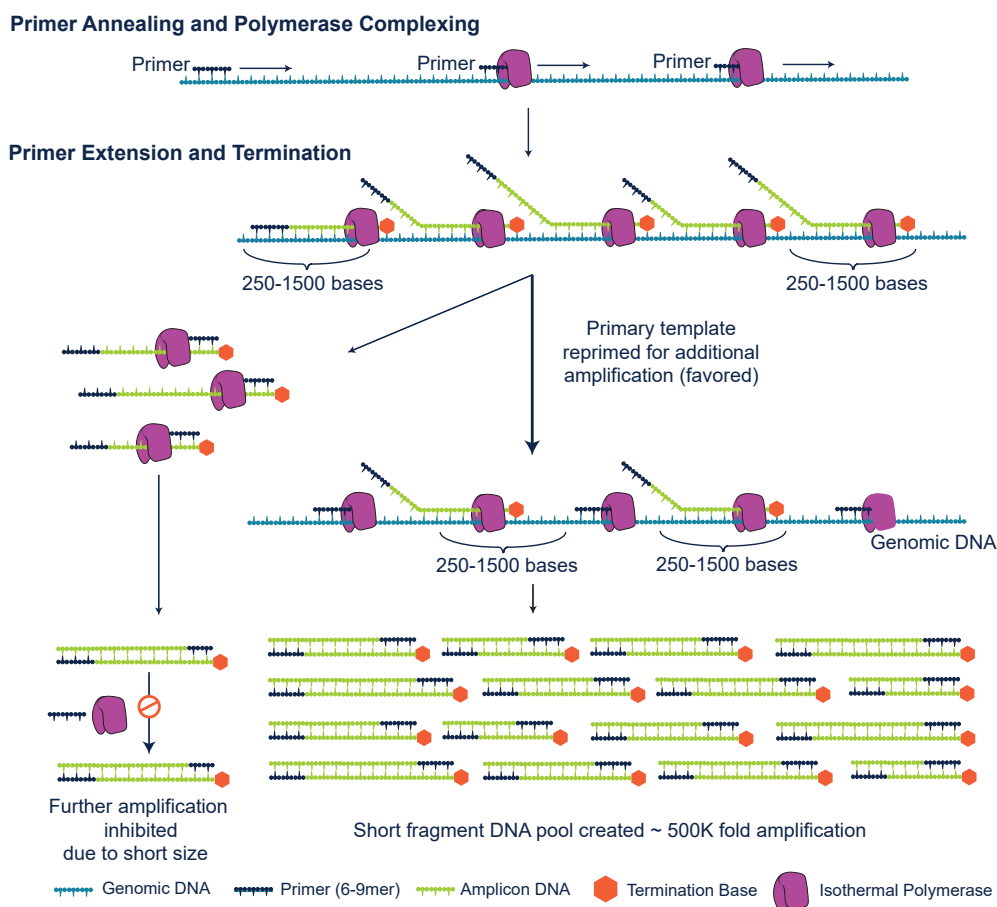 Primer Annealing and Polymerase Complexing
Primer
Primer
Primer
Primer Extension and Termination
250-1500 bases
250-1500 bases
Primary template
reprimed for additional
amplification (favored)
Genomic DNA
250-1500 bases
250-1500 bases
Further amplification
inhibited
due to short size
Short fragment DNA pool created ~ 500K fold amplification
Genomic DNA
Primer (6-9mer)
Amplicon DNA
Termination Base
Isothermal Polymerase